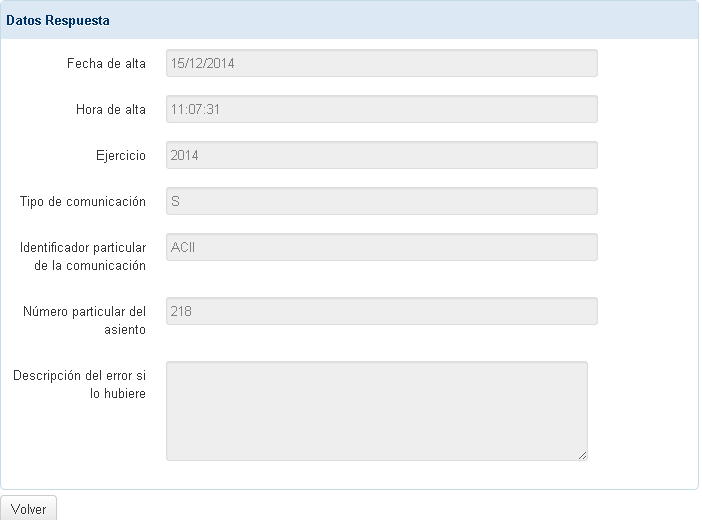 Datos Respuesta
Fecha de alta 15/12/2014
Hora de alta 11:07:31
Ejercicio 2014
Tipo de comunicación S
Identificador particular ACII
de la comunicación
Número particular del 218
asiento
Descripción del error si
lo hubiere
Volver